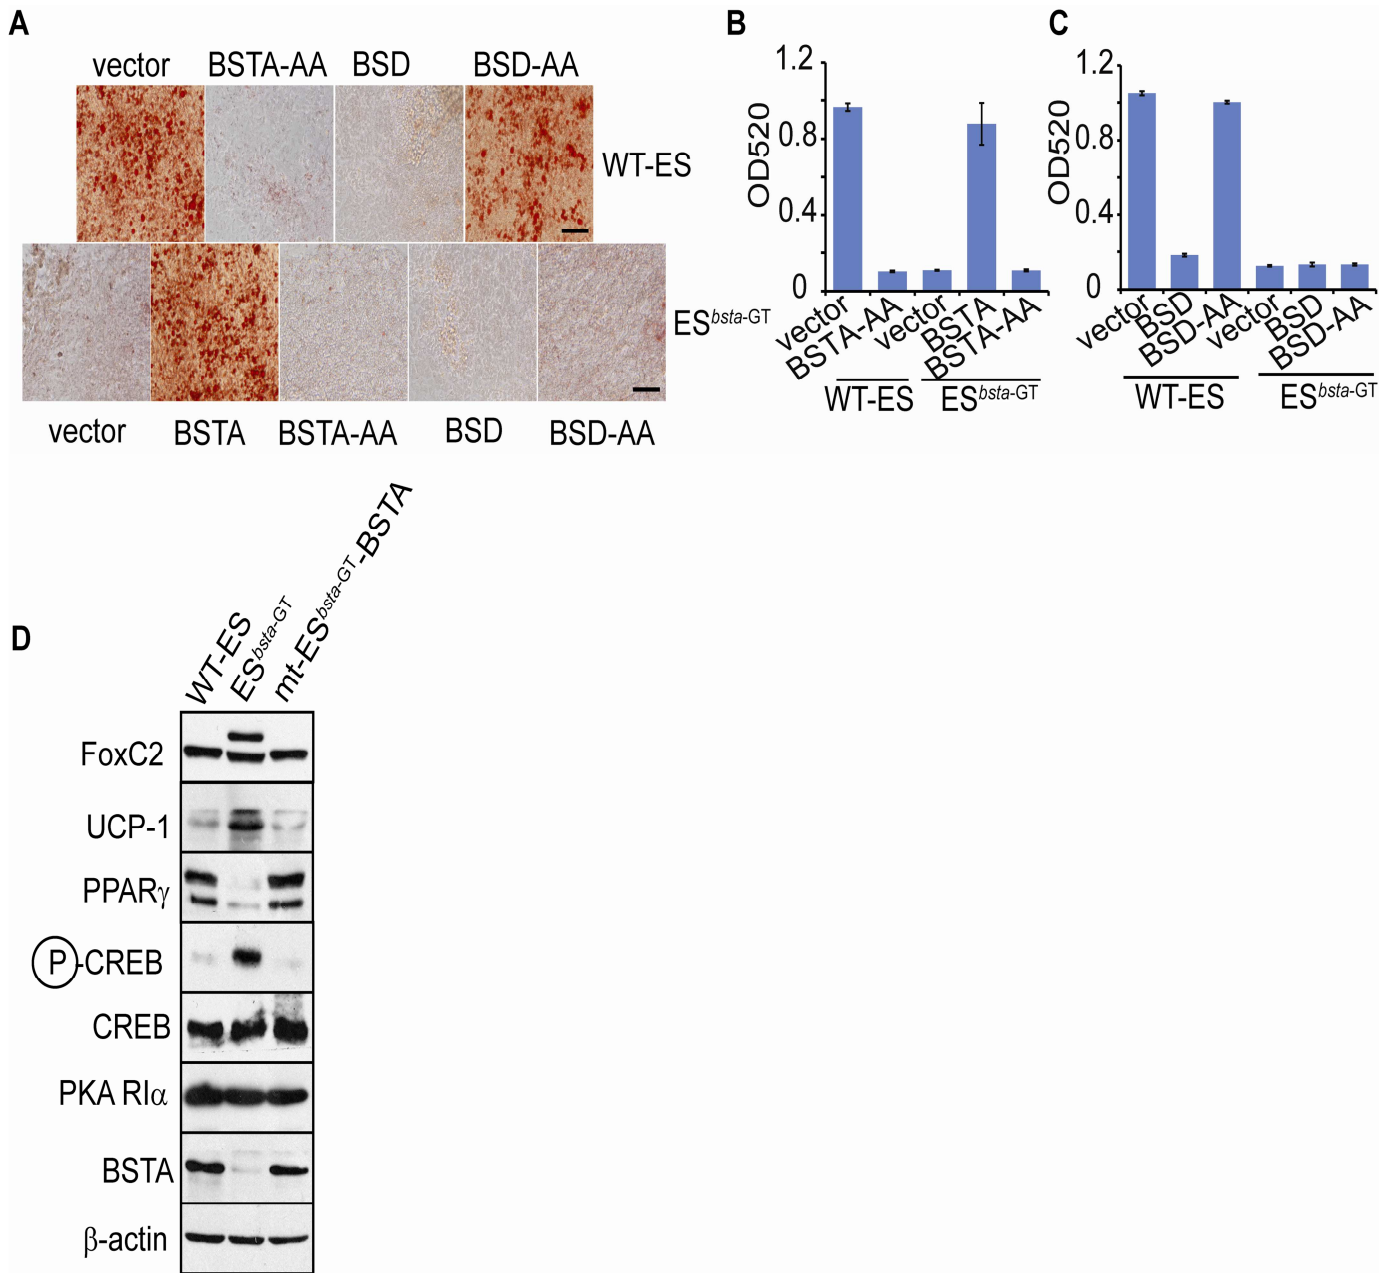 A
B
C
vector BSTA-AA BSD BSD-AA
WT-ES
ESbsta-GT
vector BSTA BSTA-AA BSD BSD-AA
1.2
0.8
0.4
0
OD520
vector BSTA-AA vector BSTA BSTA-AA
WT-ES ESbsta-GT
1.2
0.8
0.4
0
OD520
vector BSD BSD-AA vector BSD BSD-AA
WT-ES ESbsta-GT
D
WT-ES ESbsta-GT mt-ESbsta-GT-BSTA
FoxC2
UCP-1
PPARγ
P-CREB
CREB
PKA RIα
BSTA
β-actin